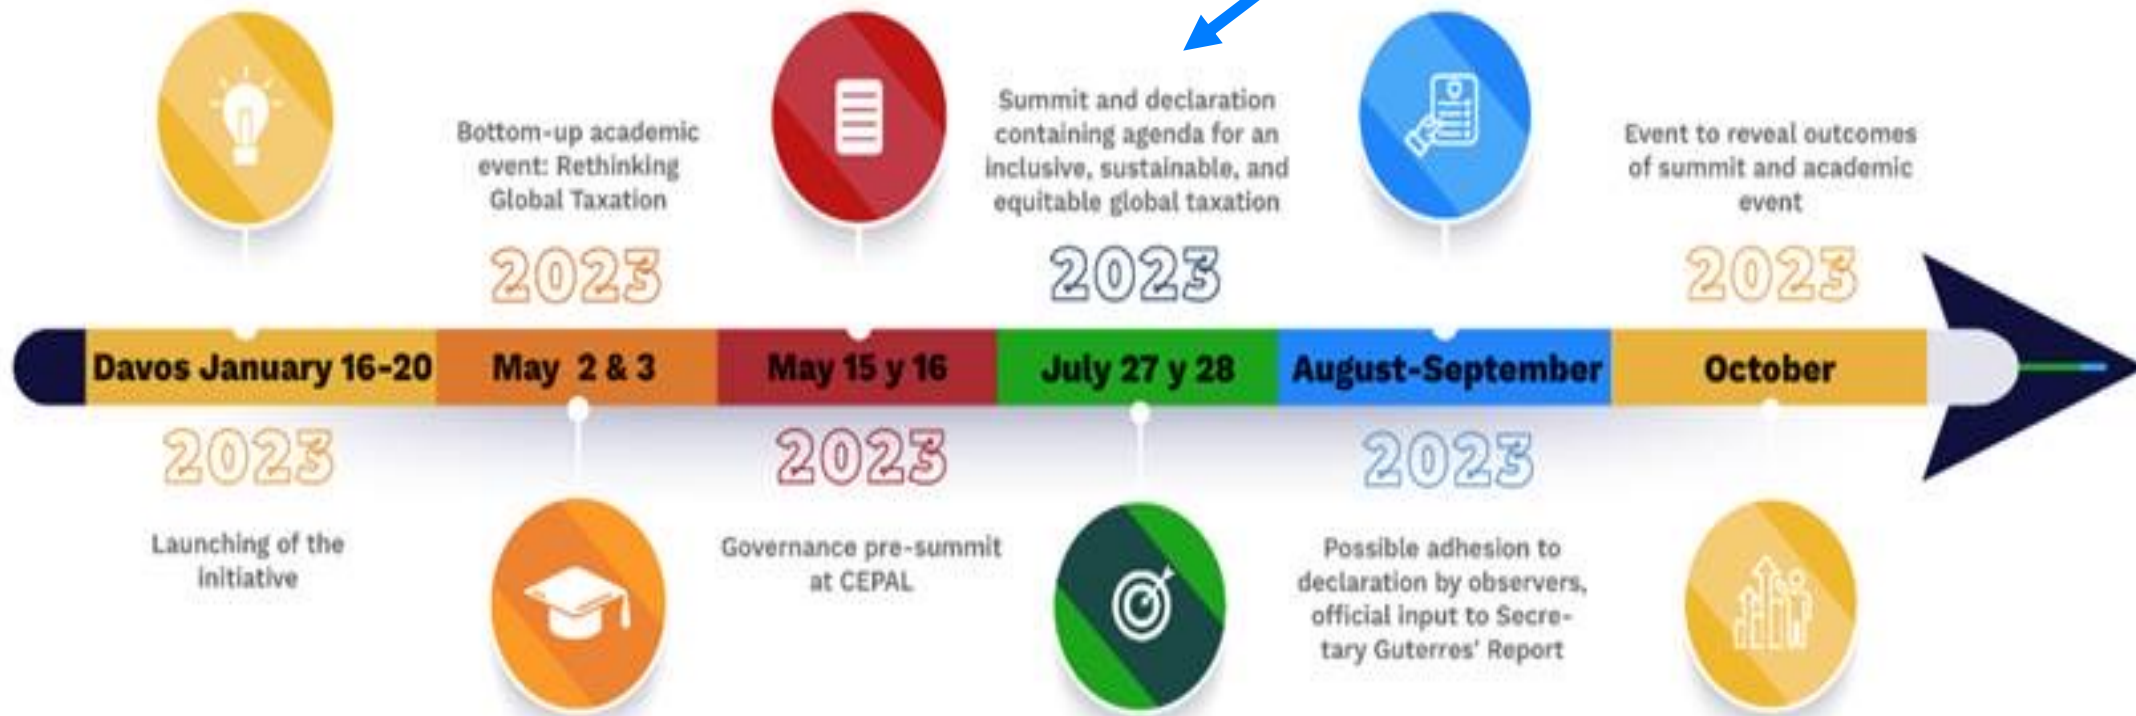 Bottom-up academic
event: Rethinking
Global Taxation
2023
Summit and declaration
containing agenda for an
inclusive, sustainable, and
equitable global taxation
2023
Event to reveal outcomes
of summit and academic
event
2023
Davos January 16-20
May 2 & 3
May 15 y 16
July 27 y 28
August-September
October
2023
Launching of the
initiative
2023
Governance pre-summit
at CEPAL
2023
Possible adhesion to
declaration by observers,
official input to Secre-
tary Guterres' Report